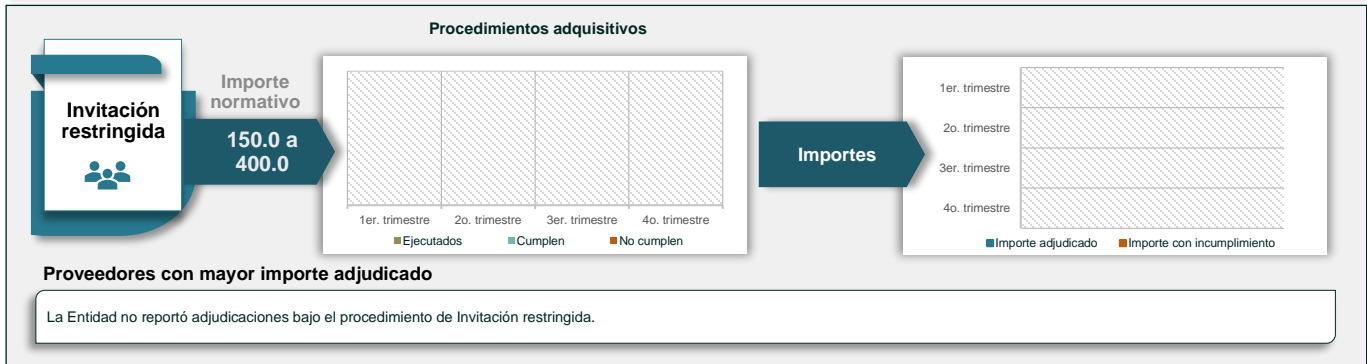 Procedimientos adquisitivos
Invitación
restringida
Importe
normativo
150.0 a
400.0
1er. trimestre 2o. trimestre 3er. trimestre 4o. trimestre
Ejecutados Cumplen No cumplen
Importes
1er. trimestre
2o. trimestre
3er. trimestre
4o. trimestre
Importe adjudicado Importe con incumplimiento
Proveedores con mayor importe adjudicado
La Entidad no reportó adjudicaciones bajo el procedimiento de Invitación restringida.